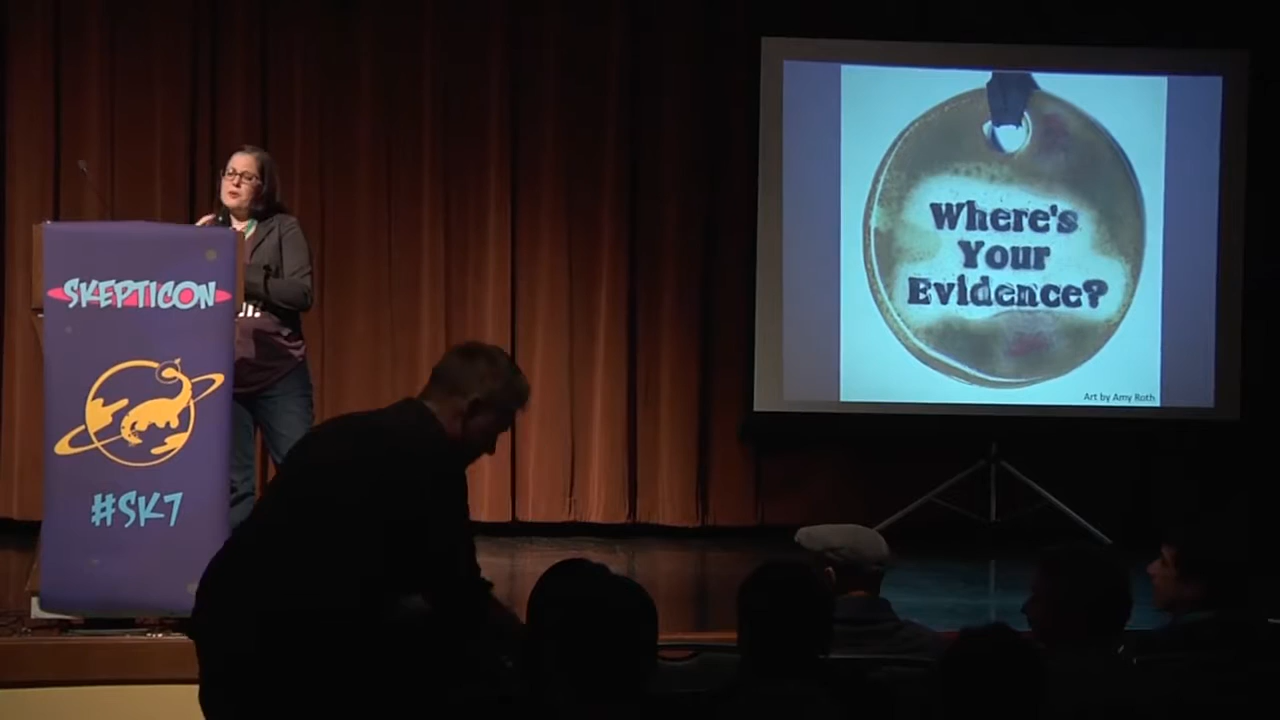 SKEPTICON
#SK7
Where's
Your
Evidence?
Art by Amy Roth